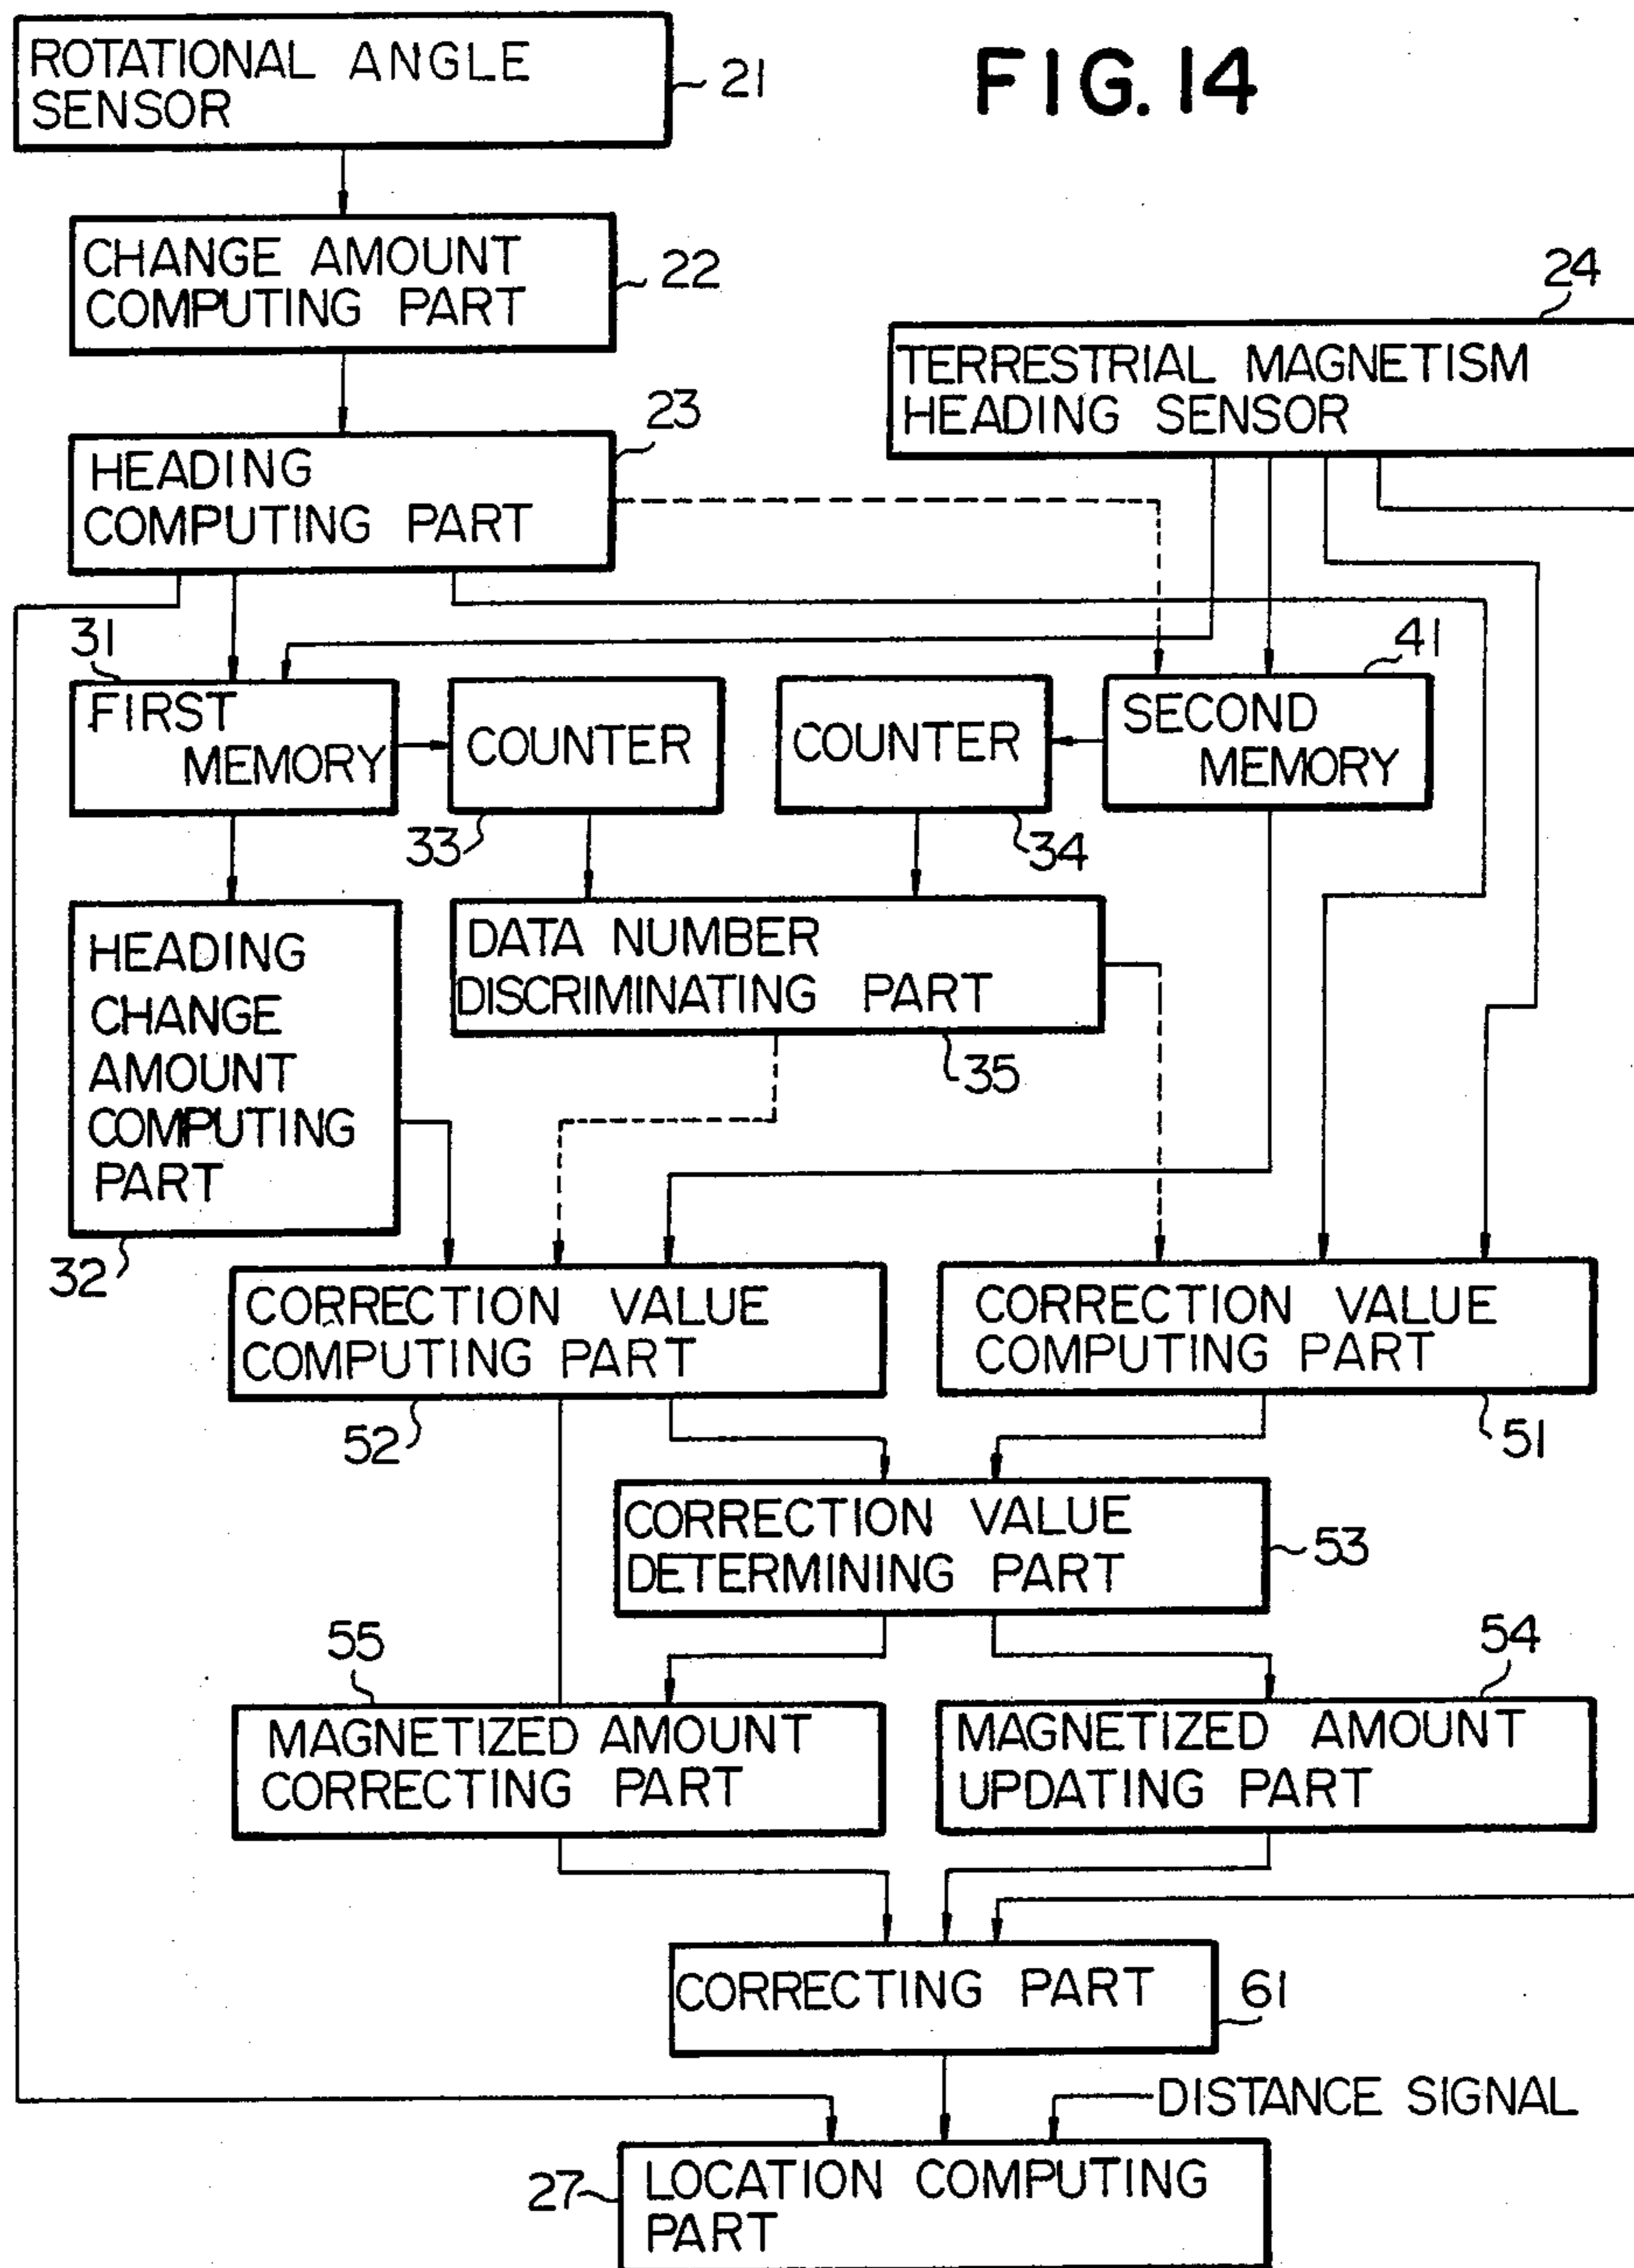 FIG. 14
ROTATIONAL ANGLE
SENSOR
21
CHANGE AMOUNT
COMPUTING PART
22
24
TERRESTRIAL MAGNETISM
HEADING SENSOR
23
HEADING
COMPUTING PART
31
FIRST
MEMORY
COUNTER
33
COUNTER
34
41
SECOND
MEMORY
HEADING
CHANGE
AMOUNT
COMPUTING
PART
32
DATA NUMBER
DISCRIMINATING PART
35
CORRECTION VALUE
COMPUTING PART
52
CORRECTION VALUE
COMPUTING PART
51
CORRECTION VALUE
DETERMINING PART
53
55
MAGNETIZED AMOUNT
CORRECTING PART
54
MAGNETIZED AMOUNT
UPDATING PART
CORRECTING PART
61
DISTANCE SIGNAL
27
LOCATION COMPUTING
PART